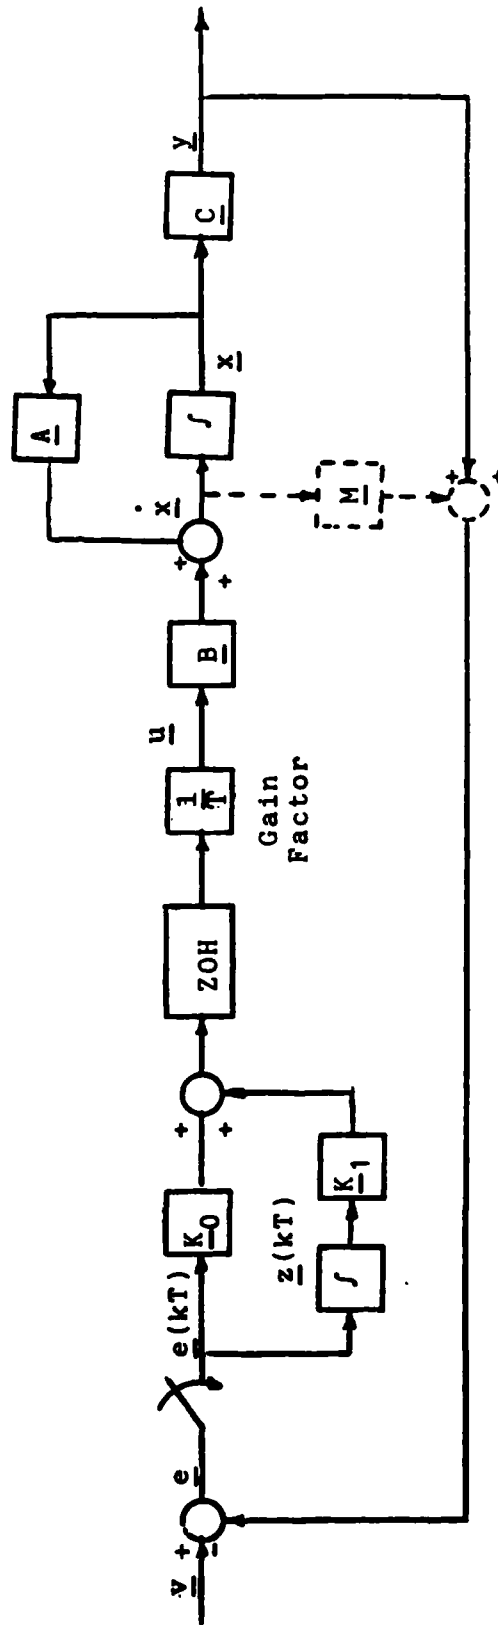 v
+
-
e
e(kT)
K0
+
+
z(kT)
∫
K1
ZOH
1/T
Gain
Factor
u
B
+
+
ẋ
∫
x
A
C
y
M
+
+